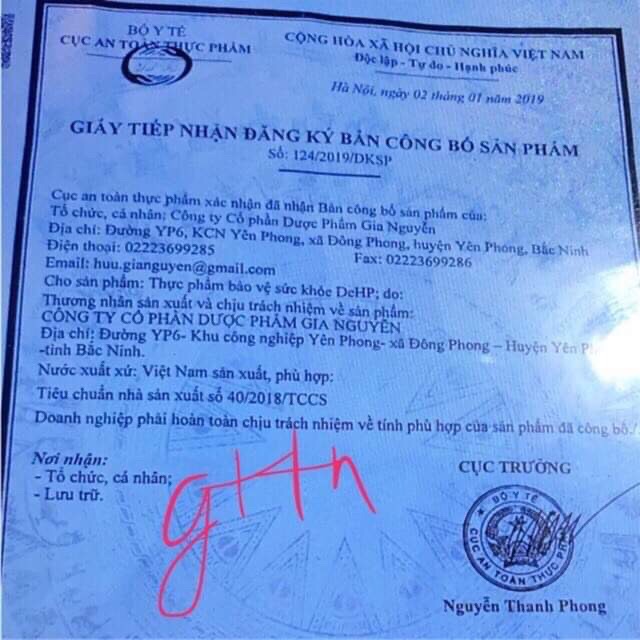 BỘ Y TẾ
CỤC AN TOÀN THỰC PHẨM
CỘNG HÒA XÃ HỘI CHỦ NGHĨA VIỆT NAM
Độc lập - Tự do - Hạnh phúc
Hà Nội, ngày 02 tháng 01 năm 2019
GIẤY TIẾP NHẬN ĐĂNG KÝ BẢN CÔNG BỐ SẢN PHẨM
Số: 124/2019/DKSP
Cục an toàn thực phẩm xác nhận đã nhận Bản công bố sản phẩm của:
Tổ chức, cá nhân: Công ty Cổ phần Dược Phẩm Gia Nguyễn
Địa chỉ: Đường YP6, KCN Yên Phong, xã Đông Phong, huyện Yên Phong, Bắc Ninh
Điện thoại: 02223699285 Fax: 02223699286
Email: huu.gianguyen@gmail.com
Cho sản phẩm: Thực phẩm bảo vệ sức khỏe DeHP; do:
Thương nhân sản xuất và chịu trách nhiệm về sản phẩm:
CÔNG TY CỔ PHẦN DƯỢC PHẨM GIA NGUYỄN
Địa chỉ: Đường YP6- Khu công nghiệp Yên Phong- xã Đông Phong – Huyện Yên Ph
-tỉnh Bắc Ninh.
Nước xuất xứ: Việt Nam sản xuất, phù hợp:
Tiêu chuẩn nhà sản xuất số 40/2018/TCCS
Doanh nghiệp phải hoàn toàn chịu trách nhiệm về tính phù hợp của sản phẩm đã công bố./.
Nơi nhận:
- Tổ chức, cá nhân;
- Lưu trữ.
CỤC TRƯỞNG
BỘ Y TẾ
CỤC AN TOÀN THỰC PHẨM
Nguyễn Thanh Phong